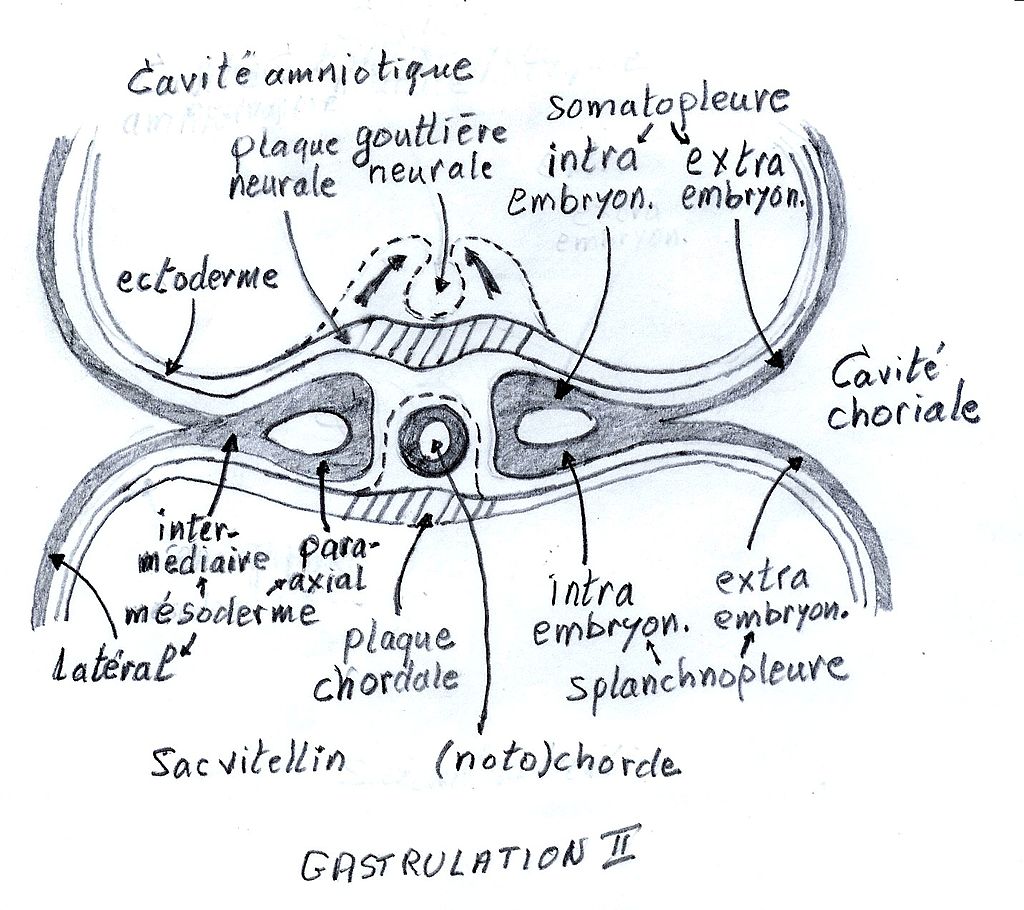 Cavité amniotique
plaque
neurale
gouttière
neurale
somatopleure
intra
embryon.
extra
embryon.
ectoderme
Cavité
choriale
inter-
médiaire
para-
axial
mésoderme
latéral
plaque
chordale
intra
embryon.
extra
embryon.
splanchnopleure
Sac vitellin
(noto)chorde
GASTRULATION II